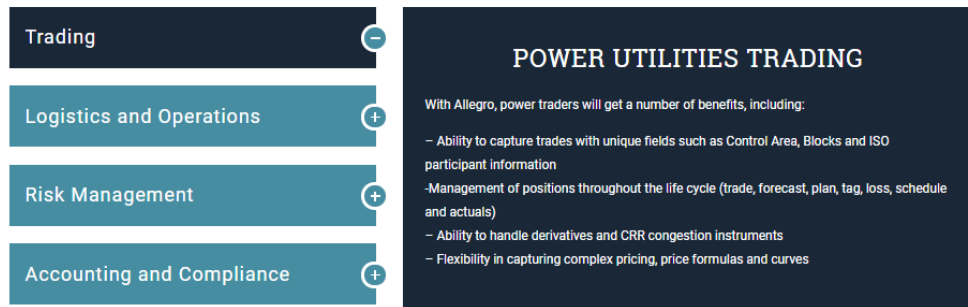 Trading
Logistics and Operations
Risk Management
Accounting and Compliance
POWER UTILITIES TRADING
With Allegro, power traders will get a number of benefits, including:
– Ability to capture trades with unique fields such as Control Area, Blocks and ISO
participant information
-Management of positions throughout the life cycle (trade, forecast, plan, tag, loss, schedule
and actuals)
– Ability to handle derivatives and CRR congestion instruments
– Flexibility in capturing complex pricing, price formulas and curves